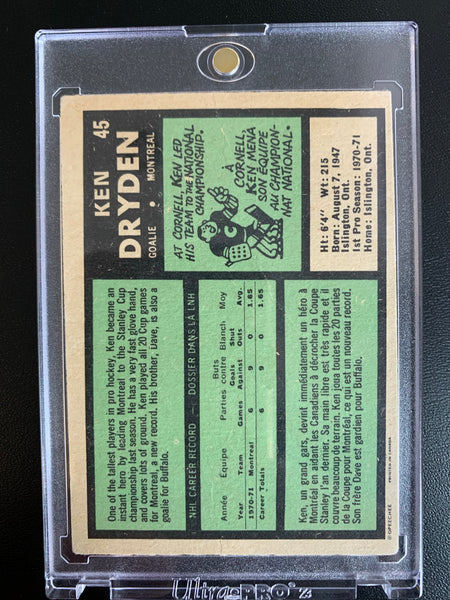 45
KEN
DRYDEN
GOALIE • MONTREAL
AT CORNELL KEN LED
HIS TEAM TO THE NATIONAL
CHAMPIONSHIP.
À
CORNELL,
KEN MENA
SON ÉQUIPE
AU CHAMPION-
NAT NATIONAL.
C
Ht: 6'4" Wt: 215
Born: August 7, 1947
Islington, Ont.
1st Pro Season: 1970-71
Home: Islington, Ont.
One of the tallest players in pro hockey, Ken became an
instant hero by leading Montreal to the Stanley Cup
championship last season. He has a very fast glove hand,
and covers lots of ground. Ken played all 20 Cup games
for Montreal, a new record. His brother, Dave, is also a
goalie for Buffalo.
NHL CAREER RECORD — DOSSIER DANS LA LNH
Buts
Année Équipe Parties contre Blanch. Moy.
Goals Shut
Year Team Games Against Outs Avg.
1970-71 Montreal 6 9 0 1.65
Career Totals 6 9 0 1.65
Ken, un grand gars, devint immédiatement un héro à
Montréal en aidant les Canadiens à décrocher la Coupe
Stanley l'an dernier. Sa main libre est très rapide et il
couvre beaucoup de terrain. Ken joua toutes les 20 parties
de la Coupe pour Montréal, ce qui est un nouveau record.
Son frère Dave est gardien pour Buffalo.
© O-PEE-CHEE PRINTED IN CANADA
Ultra·PRO